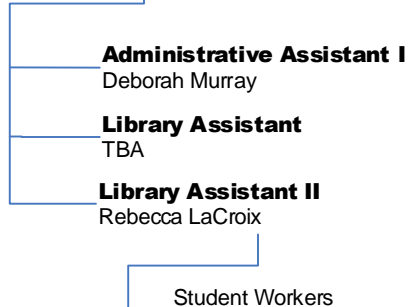 Administrative Assistant I
Deborah Murray
Library Assistant
TBA
Library Assistant II
Rebecca LaCroix
Student Workers